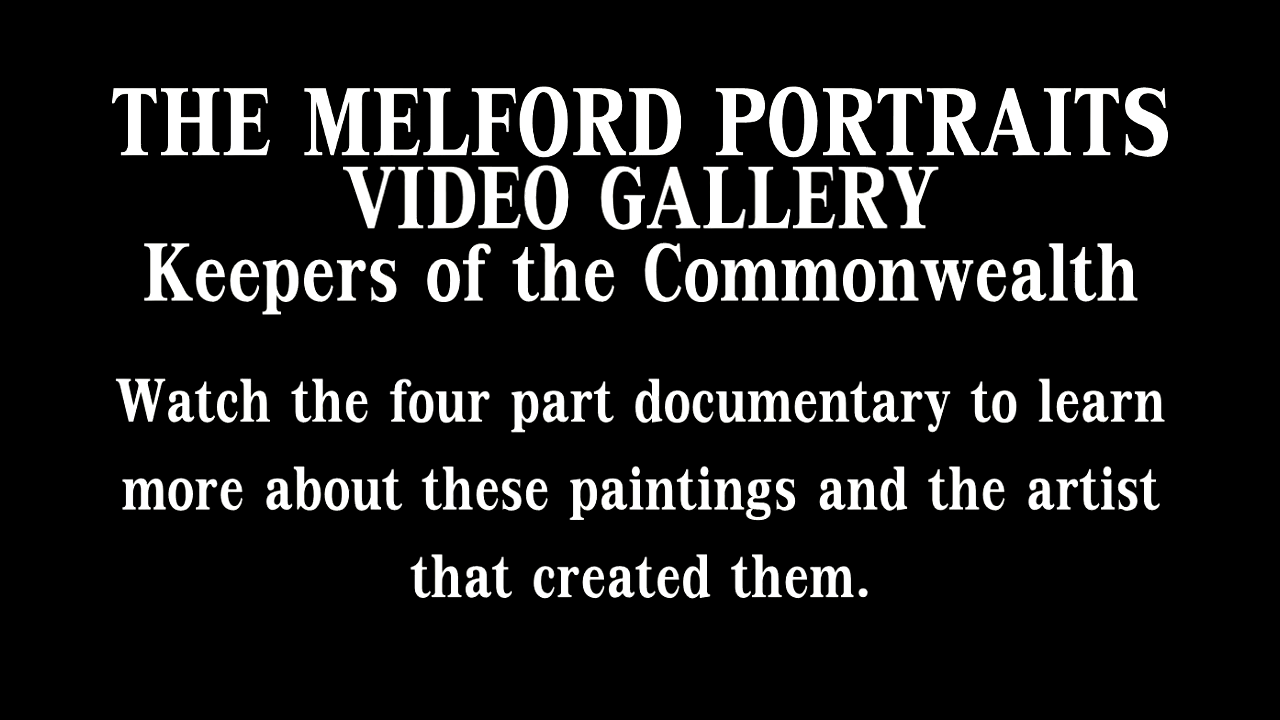 THE MELFORD PORTRAITS
VIDEO GALLERY
Keepers of the Commonwealth
Watch the four part documentary to learn
more about these paintings and the artist
that created them.